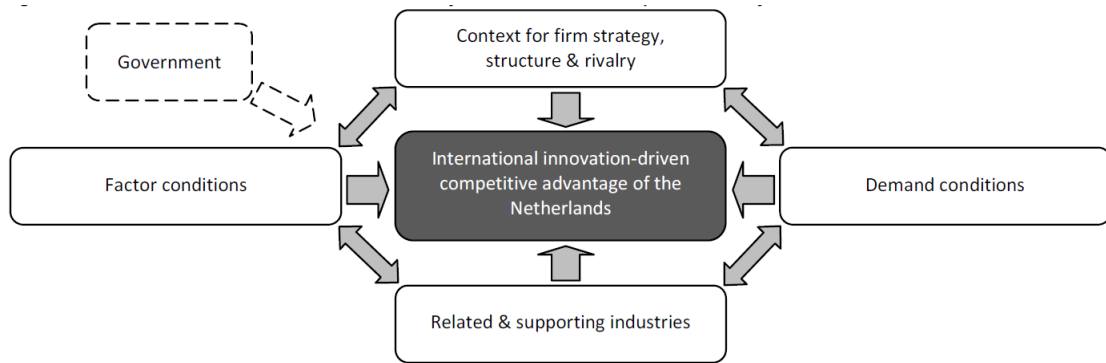 Context for firm strategy,
structure & rivalry
Government
International innovation-driven
competitive advantage of the
Netherlands
Factor conditions
Demand conditions
Related & supporting industries